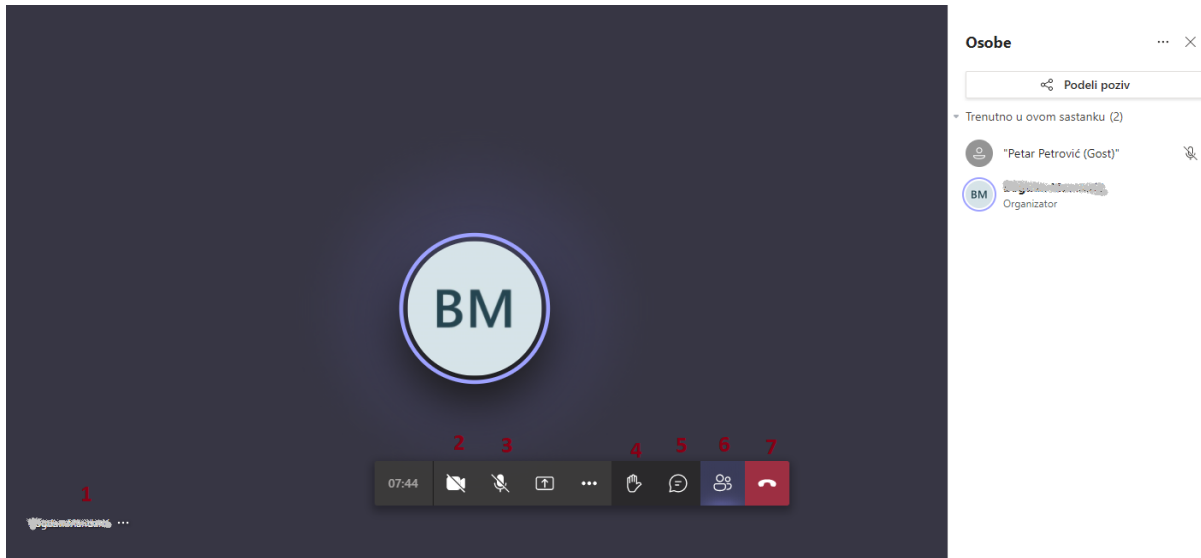 Osobe
Podeli poziv
Trenutno u ovom sastanku (2)
"Petar Petrović (Gost)"
BM
Organizator
BM
2 3 4 5 6 7
07:44
1